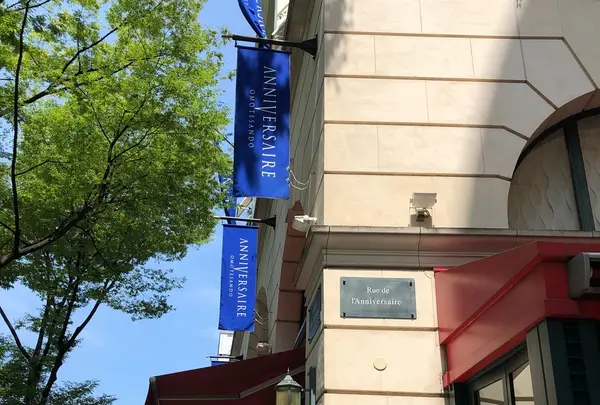 ANNIVERSAIRE
OMOTESANDO
ANNIVERSAIRE
OMOTESANDO
Rue de
l'Anniversaire